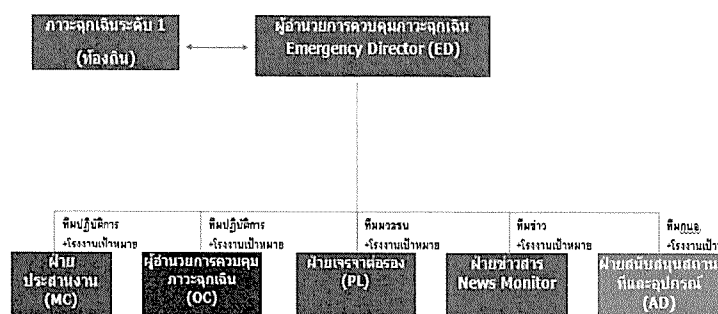 ภาวะฉุกเฉินระดับ 1
(ท้องถิ่น)
ผู้อำนวยการควบคุมภาวะฉุกเฉิน
Emergency Director (ED)
ทีมปฏิบัติการ
+โรงงานเป้าหมาย
ทีมปฏิบัติการ
+โรงงานเป้าหมาย
ทีมมวลชน
+โรงงานเป้าหมาย
ทีมข่าว
+โรงงานเป้าหมาย
ทีมกนอ.
+โรงงานเป้า
ฝ่าย
ประสานงาน
(MC)
ผู้อำนวยการควบคุม
ภาวะฉุกเฉิน
(OC)
ฝ่ายเจรจาต่อรอง
(PL)
ฝ่ายข่าวสาร
News Monitor
ฝ่ายสนับสนุนสถาน
ที่และอุปกรณ์
(AD)